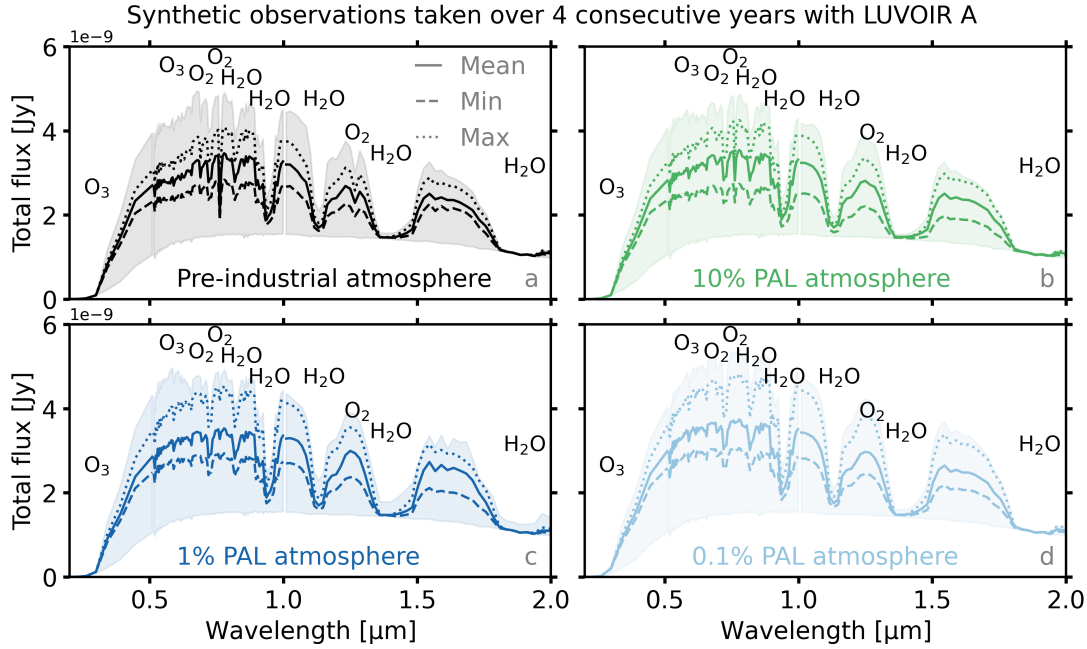 Synthetic observations taken over 4 consecutive years with LUVOIR A
1e−9
6
4
2
0
Total flux [Jy]
O₂
O₃ O₂ H₂O
H₂O H₂O
O₂
H₂O
H₂O
O₃
Mean
Min
Max
Pre-industrial atmosphere
a
O₂
O₃ O₂ H₂O
H₂O H₂O
O₂
H₂O
H₂O
O₃
10% PAL atmosphere
b
1e−9
6
4
2
0
Total flux [Jy]
O₂
O₃ O₂ H₂O
H₂O H₂O
O₂
H₂O
H₂O
O₃
1% PAL atmosphere
c
0.5 1.0 1.5 2.0
Wavelength [μm]
O₂
O₃ O₂ H₂O
H₂O H₂O
O₂
H₂O
H₂O
O₃
0.1% PAL atmosphere
d
0.5 1.0 1.5 2.0
Wavelength [μm]